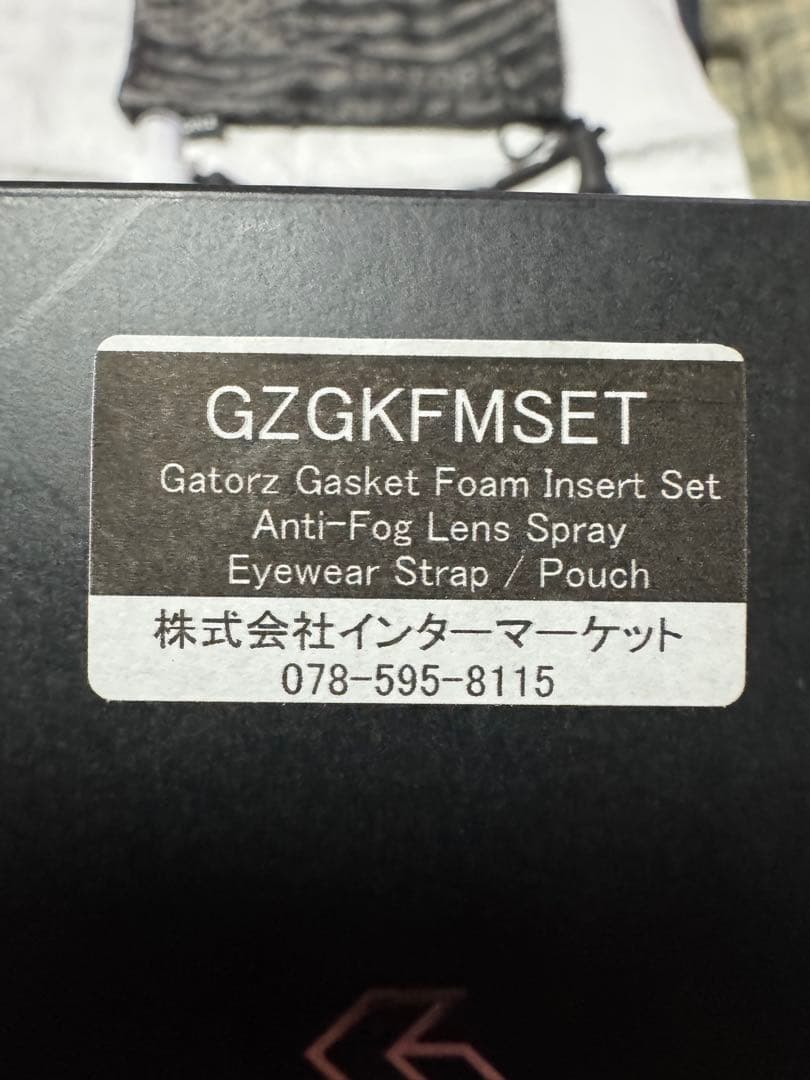 GZGKFMSET
Gatorz Gasket Foam Insert Set
Anti-Fog Lens Spray
Eyewear Strap / Pouch
株式会社インターマーケット
078-595-8115